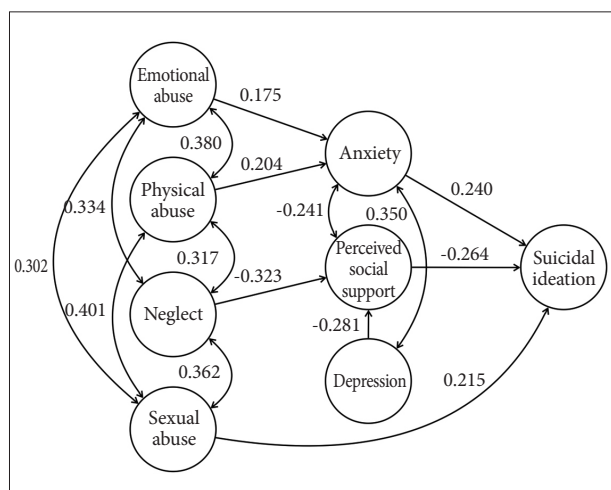 Emotional
abuse
0.175
0.380
Anxiety
0.204
Physical
abuse
0.240
-0.241
0.334
0.350
0.317
Perceived
social
support
-0.264
Suicidal
ideation
0.302
-0.323
0.401
Neglect
-0.281
0.362
Depression
0.215
Sexual
abuse